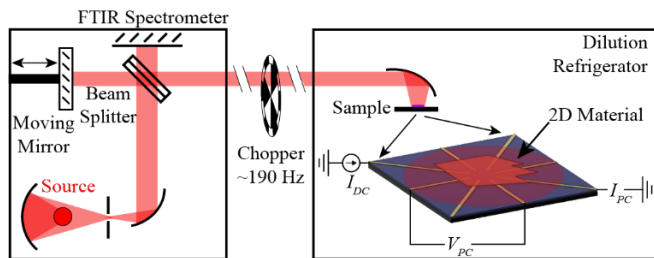 FTIR Spectrometer
Moving
Mirror
Beam
Splitter
Source
Chopper
~190 Hz
Dilution
Refrigerator
Sample
2D Material
I_DC
I_PC
V_PC